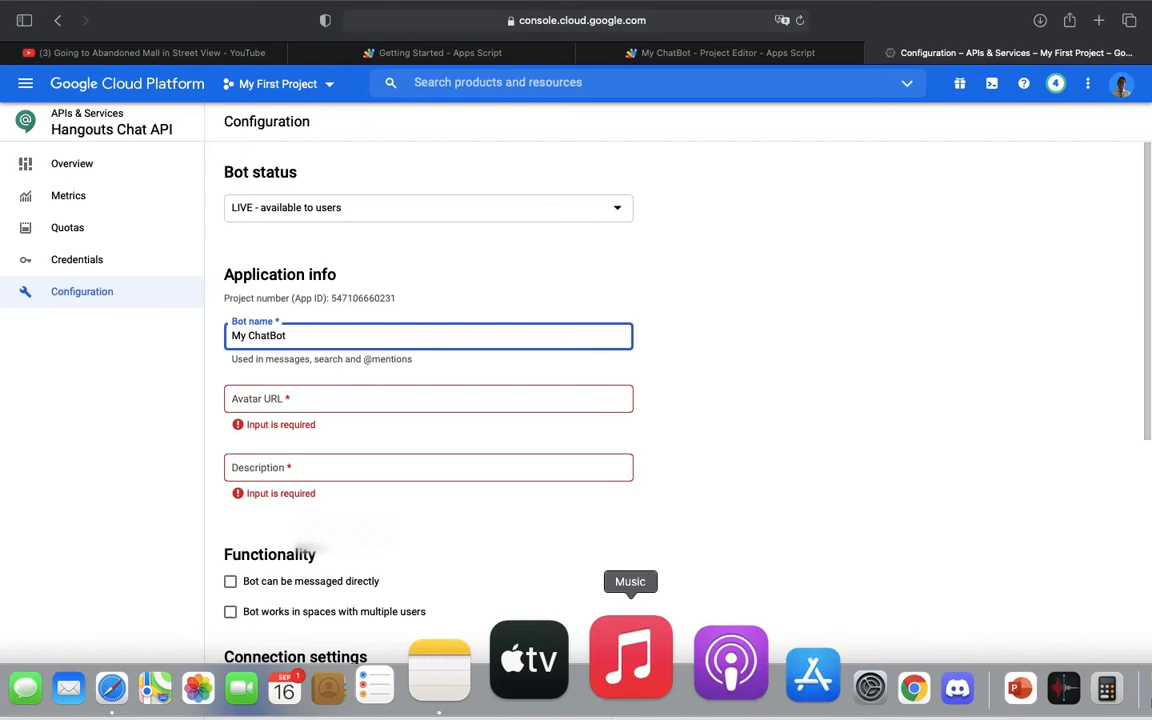 console.cloud.google.com
(3) Going to Abandoned Mall in Street View - YouTube
Getting Started - Apps Script
My ChatBot - Project Editor - Apps Script
Configuration – APIs & Services – My First Project – Go...
Google Cloud Platform
My First Project
Search products and resources
4
APIs & Services
Hangouts Chat API
Configuration
Overview
Metrics
Quotas
Credentials
Configuration
Bot status
LIVE - available to users
Application info
Project number (App ID): 547106660231
Bot name *
My ChatBot
Used in messages, search and @mentions
Avatar URL *
Input is required
Description *
Input is required
Functionality
Bot can be messaged directly
Bot works in spaces with multiple users
Connection settings
Music
tv
SEP
16
1